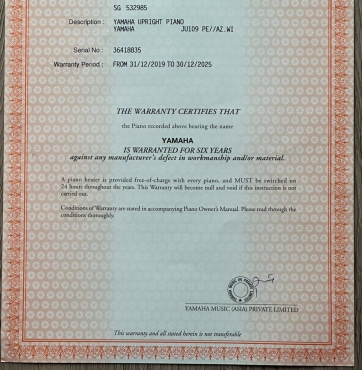 SG 532985
Description : YAMAHA UPRIGHT PIANO
YAMAHA JU109 PE//AZ.WI
Serial No : 36418835
Warranty Period : FROM 31/12/2019 TO 30/12/2025
THE WARRANTY CERTIFIES THAT
the Piano recorded above bearing the name
YAMAHA
IS WARRANTED FOR SIX YEARS
against any manufacturer's defect in workmanship and/or material.
A piano heater is provided free-of-charge with every piano, and MUST be switched on
24 hours throughout the years. This Warranty will become null and void if this instruction is not
carried out.
Conditions of Warranty are stated in accompanying Piano Owner's Manual. Please read through the
conditions thoroughly.
YAMAHA MUSIC (ASIA) PRIVATE LIMITED
This warranty and all stated herein is not transferable